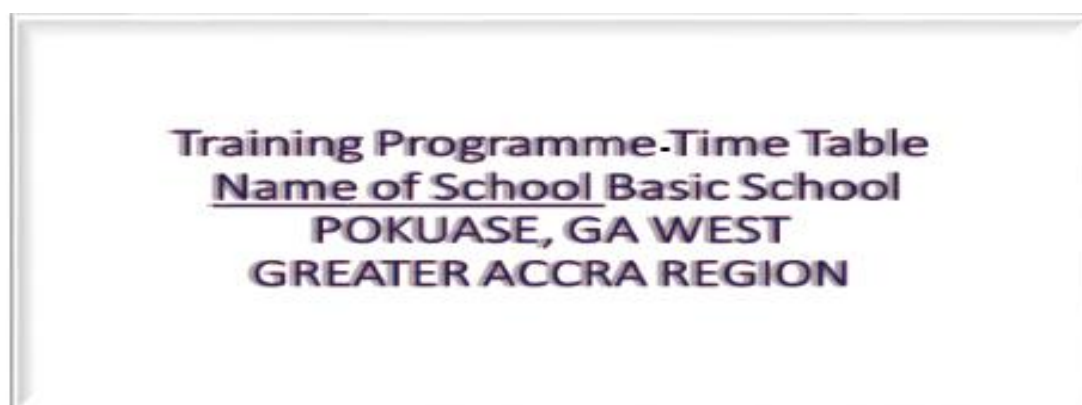 Training Programme-Time Table
Name of School Basic School
POKUASE, GA WEST
GREATER ACCRA REGION